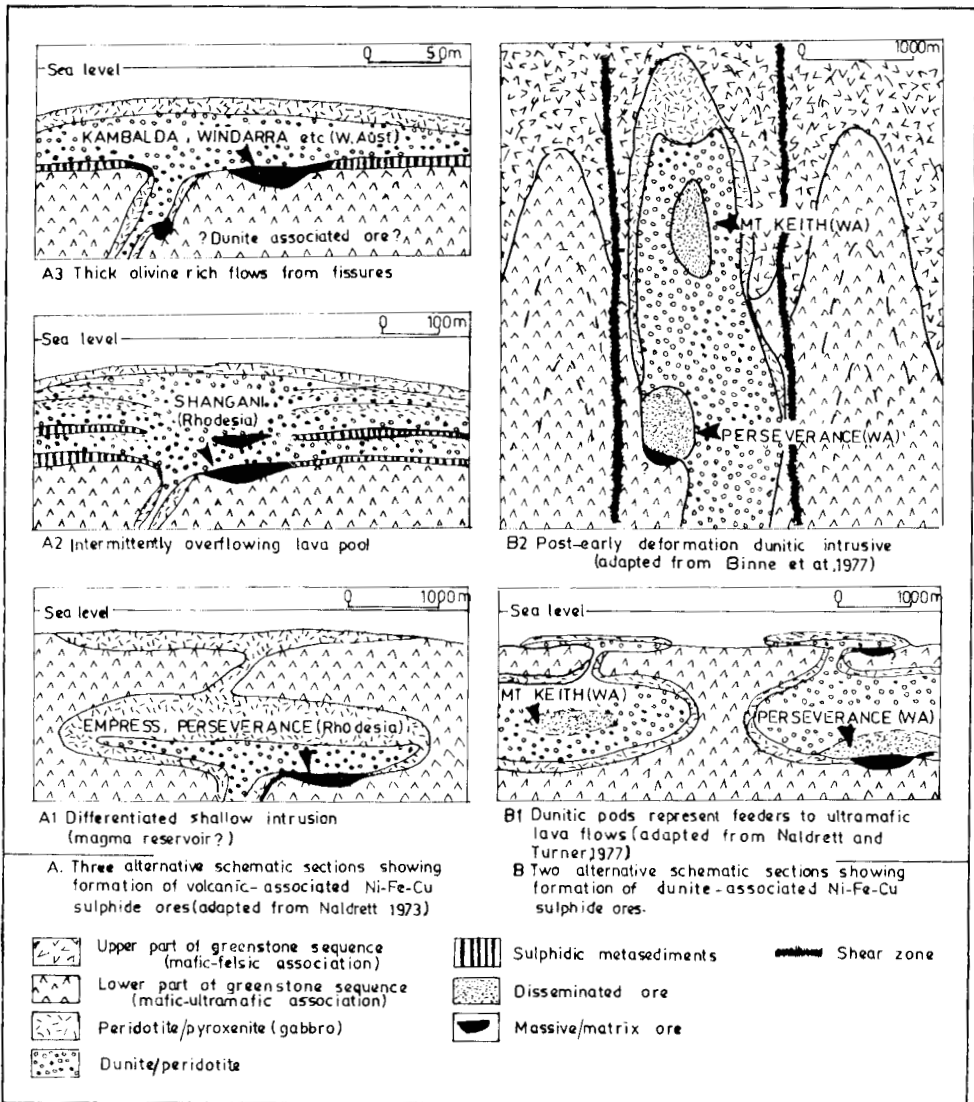 0 50m
Sea level
KAMBALDA, WINDARRA etc (W. Aust)
?Dunite associated ore?
A3 Thick olivine rich flows from fissures
0 100m
Sea level
SHANGANI
(Rhodesia)
A2 Intermittently overflowing lava pool
0 1000m
Sea level
EMPRESS, PERSEVERANCE (Rhodesia)
A1 Differentiated shallow intrusion
(magma reservoir?)
A. Three alternative schematic sections showing
formation of volcanic-associated Ni-Fe-Cu
sulphide ores (adapted from Naldrett 1973)
0 1000m
MT KEITH (WA)
PERSEVERANCE (WA)
?
B2 Post-early deformation dunitic intrusive
(adapted from Binne et at, 1977)
0 1000m
Sea level
MT KEITH (WA)
PERSEVERANCE (WA)
B1 Dunitic pods represent feeders to ultramafic
lava flows (adapted from Naldrett and
Turner, 1977)
B Two alternative schematic sections showing
formation of dunite-associated Ni-Fe-Cu
sulphide ores.
Upper part of greenstone sequence
(mafic-felsic association)
Lower part of greenstone sequence
(mafic-ultramafic association)
Peridotite/pyroxenite (gabbro)
Dunite/peridotite
Sulphidic metasediments
Disseminated ore
Massive/matrix ore
Shear zone